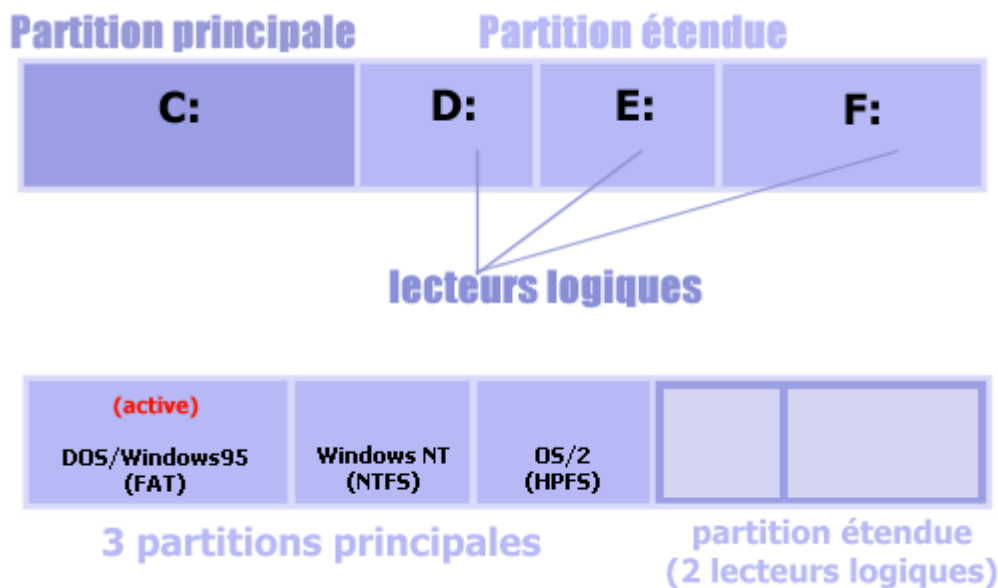 Partition principale Partition étendue
C: D: E: F:
lecteurs logiques
(active)
DOS/Windows95
(FAT)
Windows NT
(NTFS)
OS/2
(HPFS)
3 partitions principales
partition étendue
(2 lecteurs logiques)